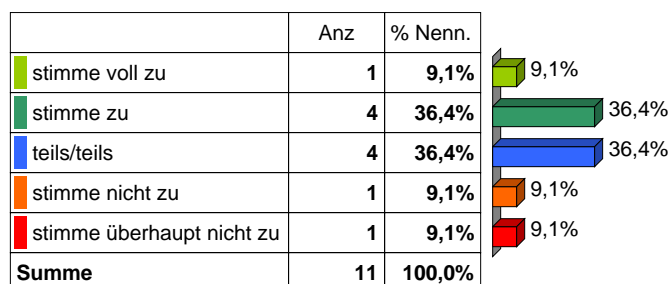 Anz % Nenn.
stimme voll zu 1 9,1% 9,1%
stimme zu 4 36,4% 36,4%
teils/teils 4 36,4% 36,4%
stimme nicht zu 1 9,1% 9,1%
stimme überhaupt nicht zu 1 9,1% 9,1%
Summe 11 100,0%